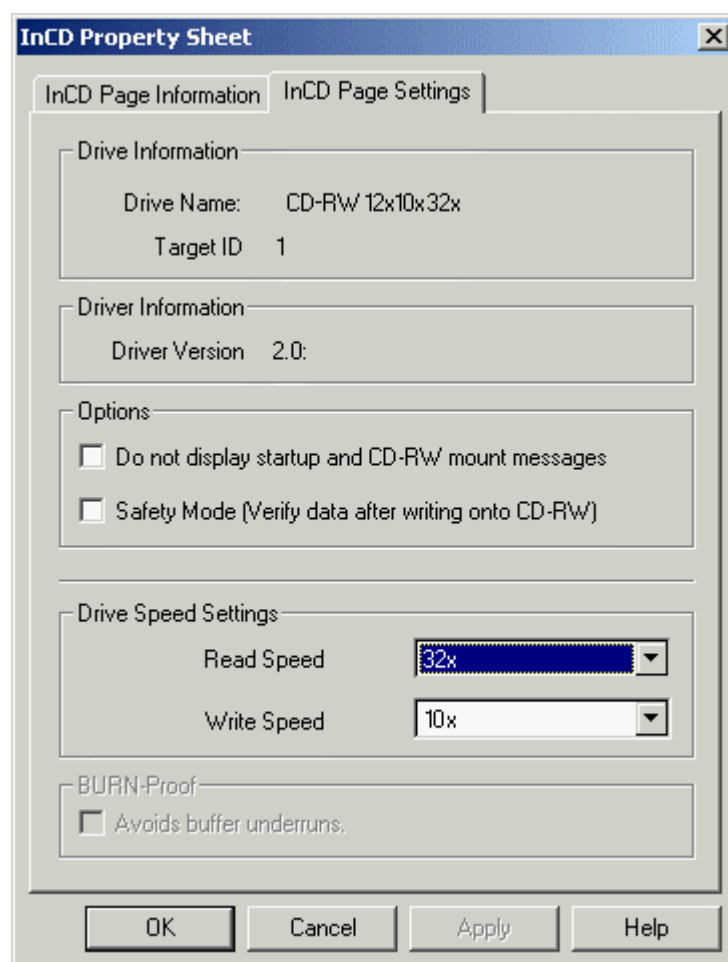 InCD Property Sheet
InCD Page Information InCD Page Settings
Drive Information
Drive Name: CD-RW 12x10x32x
Target ID 1
Driver Information
Driver Version 2.0:
Options
Do not display startup and CD-RW mount messages
Safety Mode (Verify data after writing onto CD-RW)
Drive Speed Settings
Read Speed 32x
Write Speed 10x
BURN-Proof
Avoids buffer underruns.
OK Cancel Apply Help